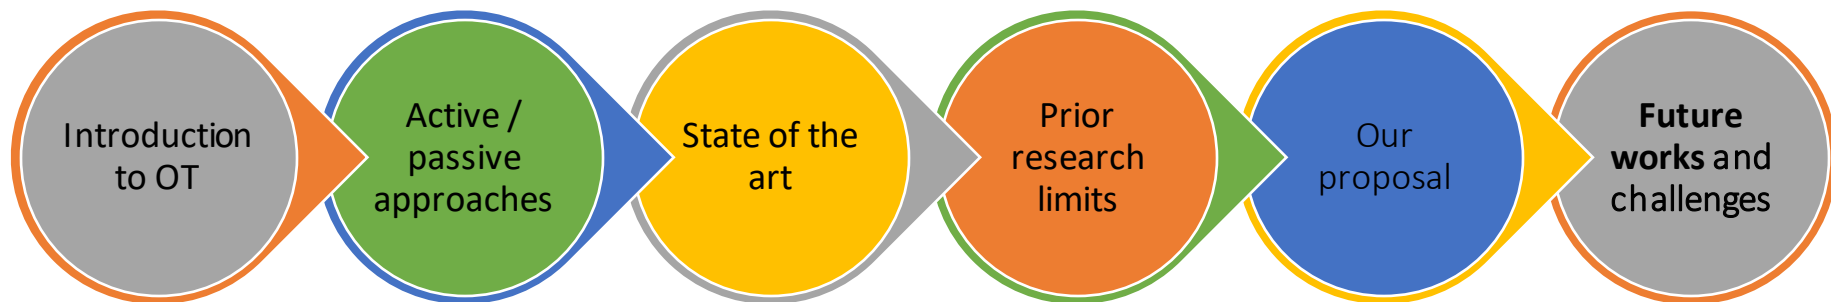 Introduction
to OT
Active /
passive
approaches
State of the
art
Prior
research
limits
Our
proposal
Future
works and
challenges